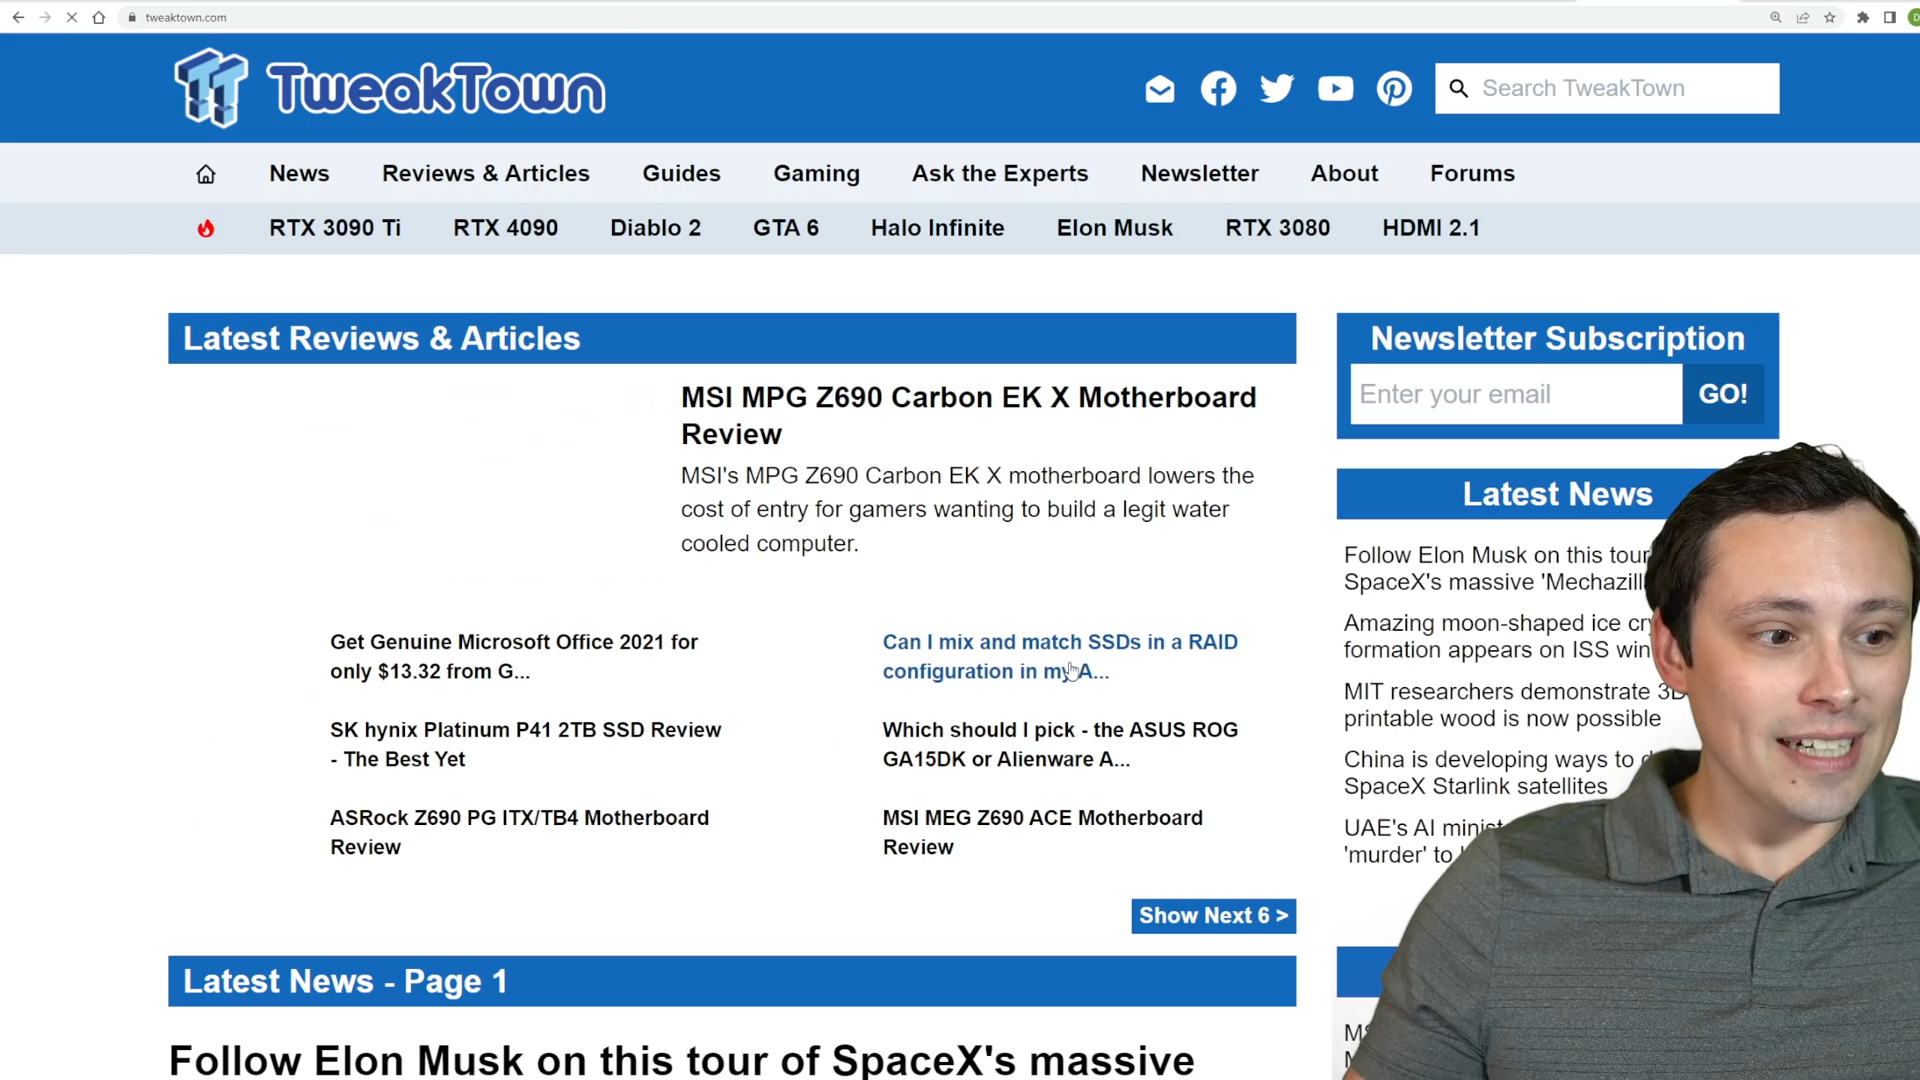 tweaktown.com
TweakTown
Search TweakTown
News Reviews & Articles Guides Gaming Ask the Experts Newsletter About Forums
RTX 3090 Ti RTX 4090 Diablo 2 GTA 6 Halo Infinite Elon Musk RTX 3080 HDMI 2.1
Latest Reviews & Articles
MSI MPG Z690 Carbon EK X Motherboard
Review
MSI's MPG Z690 Carbon EK X motherboard lowers the
cost of entry for gamers wanting to build a legit water
cooled computer.
Get Genuine Microsoft Office 2021 for
only $13.32 from G...
Can I mix and match SSDs in a RAID
configuration in my A...
SK hynix Platinum P41 2TB SSD Review
- The Best Yet
Which should I pick - the ASUS ROG
GA15DK or Alienware A...
ASRock Z690 PG ITX/TB4 Motherboard
Review
MSI MEG Z690 ACE Motherboard
Review
Show Next 6 >
Latest News - Page 1
Follow Elon Musk on this tour of SpaceX's massive
Newsletter Subscription
Enter your email GO!
Latest News
Follow Elon Musk on this tour
SpaceX's massive
Amazing moon-shaped ice
formation appears on ISS
MIT researchers demonstrate 3D
printable wood is now possible
China is developing ways to
SpaceX Starlink satellites
UAE's AI
'murder' to